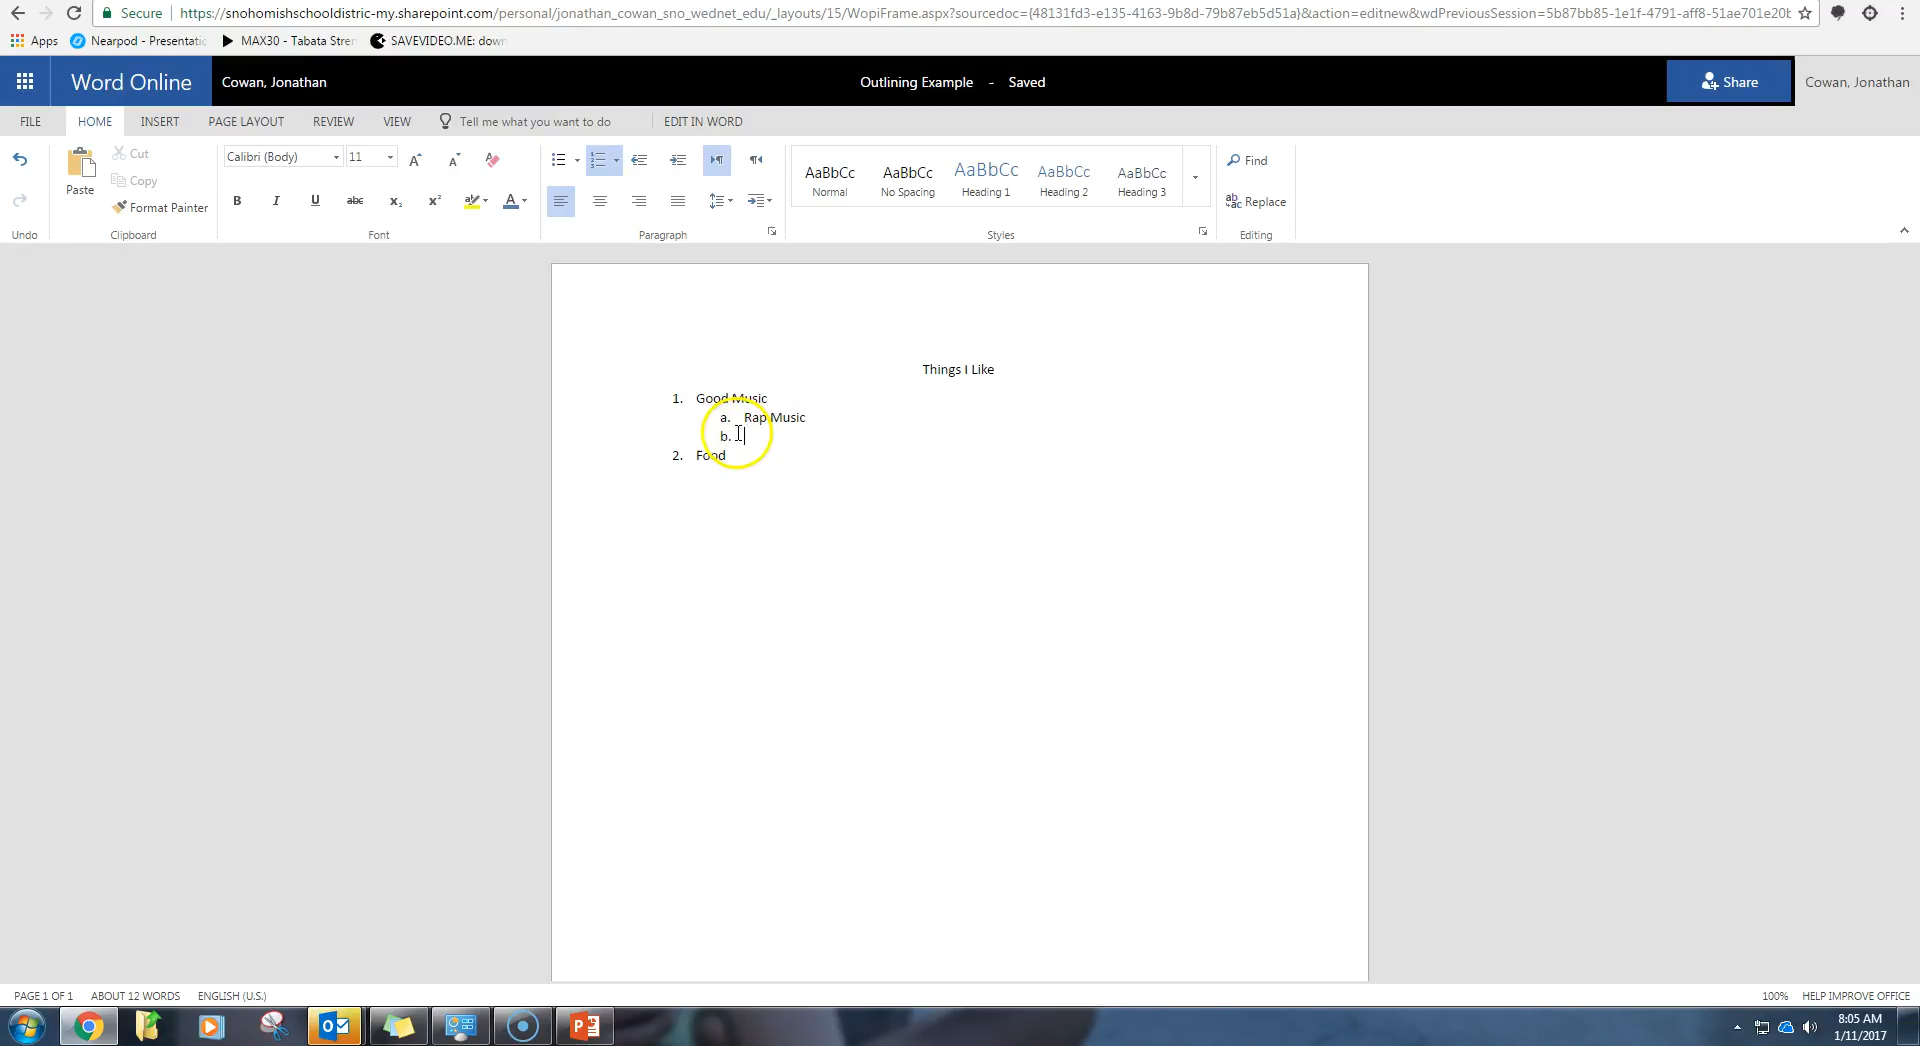 Secure https://snohomishschooldistric-my.sharepoint.com/personal/jonathan_cowan_sno_wednet_edu/_layouts/15/WopiFrame.aspx?sourcedoc={48131fd3-e135-4163-9b8d-79b87eb5d51a}&action=editnew&wdPreviousSession=5b87bb85-1e1f-4791-aff8-51ae701e20b
Apps Nearpod - Presentatic MAX30 - Tabata Stren SAVEVIDEO.ME: dow
Word Online Cowan, Jonathan Outlining Example - Saved Share Cowan, Jonathan
FILE HOME INSERT PAGE LAYOUT REVIEW VIEW Tell me what you want to do EDIT IN WORD
Paste Cut Calibri (Body) 11 AaBbCc AaBbCc AaBbCc AaBbCc AaBbCc Find
Copy Normal No Spacing Heading 1 Heading 2 Heading 3
Format Painter B I U abc x₂ x² A Replace
Undo Clipboard Font Paragraph Styles Editing
Things I Like
1. Good Music
a. Rap Music
b.
2. Food
PAGE 1 OF 1 ABOUT 12 WORDS ENGLISH (U.S.) 100% HELP IMPROVE OFFICE
8:05 AM
1/11/2017